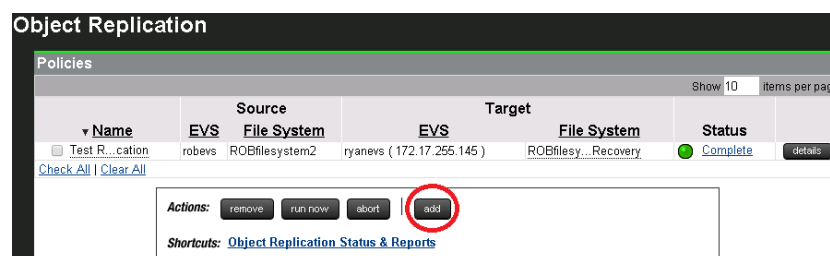 Object Replication
Policies
Show 10 items per pag
Source Target
▼ Name EVS File System EVS File System Status
Test R...cation robevs ROBfilesystem2 ryanevs ( 172.17.255.145 ) ROBfilesy...Recovery Complete details
Check All | Clear All
Actions: remove run now abort | add
Shortcuts: Object Replication Status & Reports